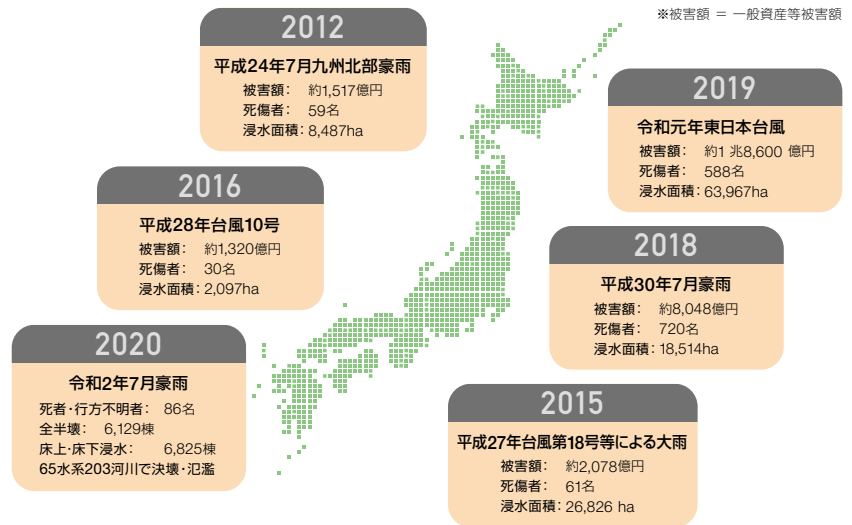 ※被害額 ＝ 一般資産等被害額
2012
平成24年7月九州北部豪雨
被害額： 約1,517億円
死傷者： 59名
浸水面積：8,487ha
2019
令和元年東日本台風
被害額： 約1 兆8,600 億円
死傷者： 588名
浸水面積：63,967ha
2016
平成28年台風10号
被害額： 約1,320億円
死傷者： 30名
浸水面積：2,097ha
2018
平成30年7月豪雨
被害額： 約8,048億円
死傷者： 720名
浸水面積：18,514ha
2020
令和2年7月豪雨
死者・行方不明者： 86名
全半壊： 6,129棟
床上・床下浸水： 6,825棟
65水系203河川で決壊・氾濫
2015
平成27年台風第18号等による大雨
被害額： 約2,078億円
死傷者： 61名
浸水面積：26,826 ha